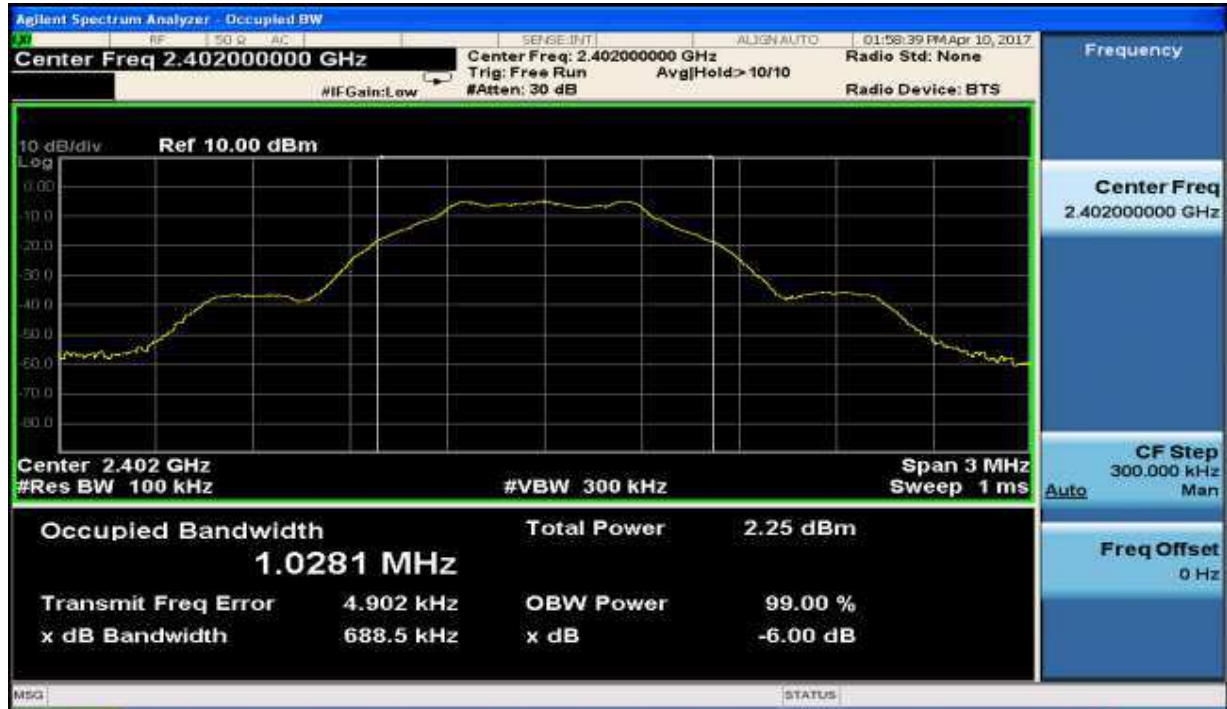 Agilent Spectrum Analyzer - Occupied BW
LXI RF 50 Ω AC SENSE:INT ALIGN AUTO 01:58:39 PM Apr 10, 2017
Center Freq 2.402000000 GHz
Center Freq: 2.402000000 GHz
Radio Std: None
Trig: Free Run Avg|Hold:> 10/10
#IFGain:Low
#Atten: 30 dB
Radio Device: BTS
10 dB/div Ref 10.00 dBm
Log
0.00
-10.0
-20.0
-30.0
-40.0
-50.0
-60.0
-70.0
-80.0
Center 2.402 GHz Span 3 MHz
#Res BW 100 kHz #VBW 300 kHz Sweep 1 ms
Occupied Bandwidth
1.0281 MHz
Total Power 2.25 dBm
Transmit Freq Error 4.902 kHz OBW Power 99.00 %
x dB Bandwidth 688.5 kHz x dB -6.00 dB
Frequency
Center Freq
2.402000000 GHz
CF Step
300.000 kHz
Auto Man
Freq Offset
0 Hz
MSG STATUS